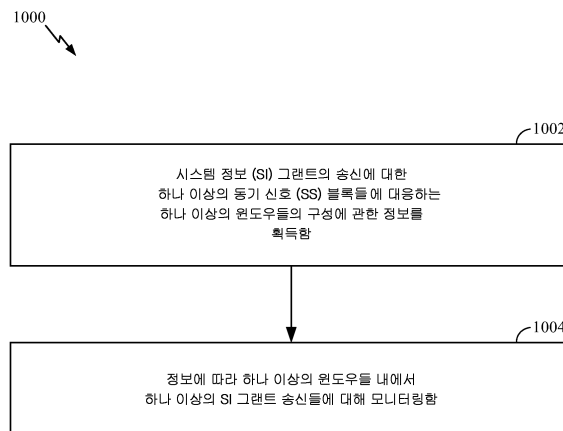 1000
1002
시스템 정보 (SI) 그랜트의 송신에 대한
하나 이상의 동기 신호 (SS) 블록들에 대응하는
하나 이상의 윈도우들의 구성에 관한 정보를
획득함
1004
정보에 따라 하나 이상의 윈도우들 내에서
하나 이상의 SI 그랜트 송신들에 대해 모니터링함